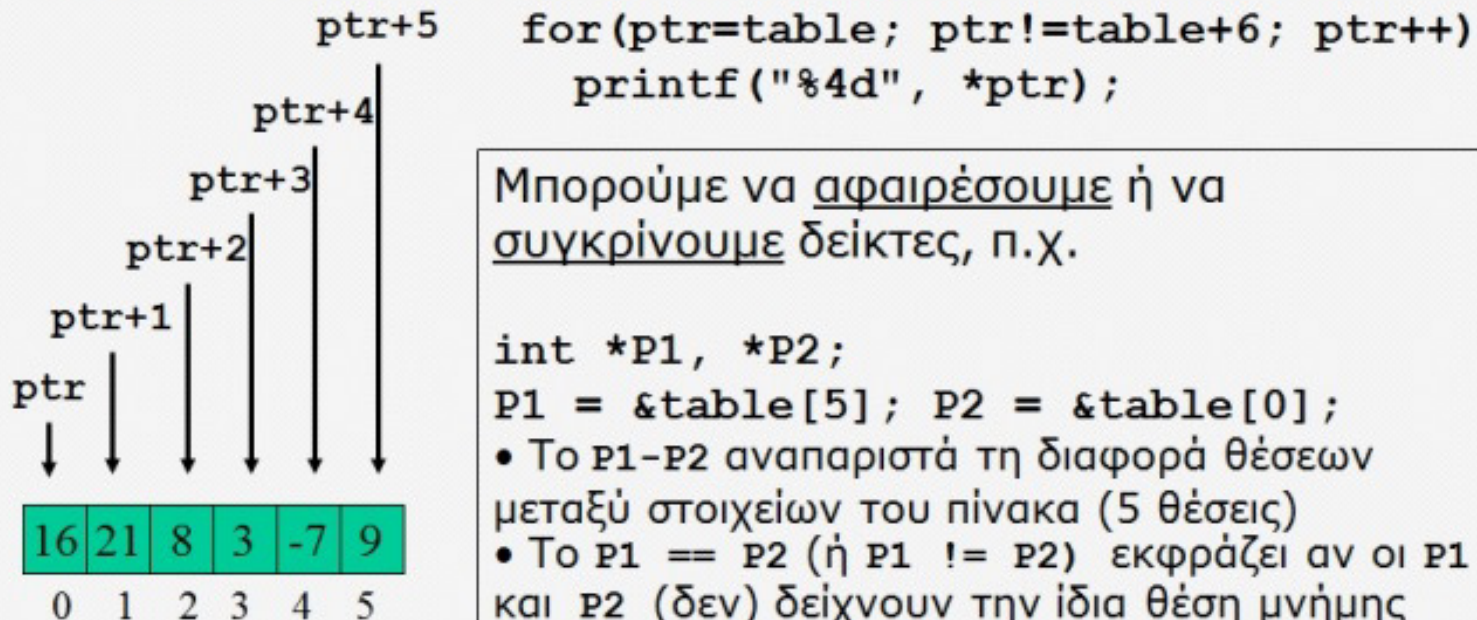 ptr+5
ptr+4
ptr+3
ptr+2
ptr+1
ptr
16 21 8 3 -7 9
0 1 2 3 4 5
for(ptr=table; ptr!=table+6; ptr++)
printf("%4d", *ptr);
Μπορούμε να αφαιρέσουμε ή να
συγκρίνουμε δείκτες, π.χ.
int *P1, *P2;
P1 = &table[5]; P2 = &table[0];
• Το P1-P2 αναπαριστά τη διαφορά θέσεων
μεταξύ στοιχείων του πίνακα (5 θέσεις)
• Το P1 == P2 (ή P1 != P2) εκφράζει αν οι P1
και P2 (δεν) δείχνουν την ίδια θέση μνήμης